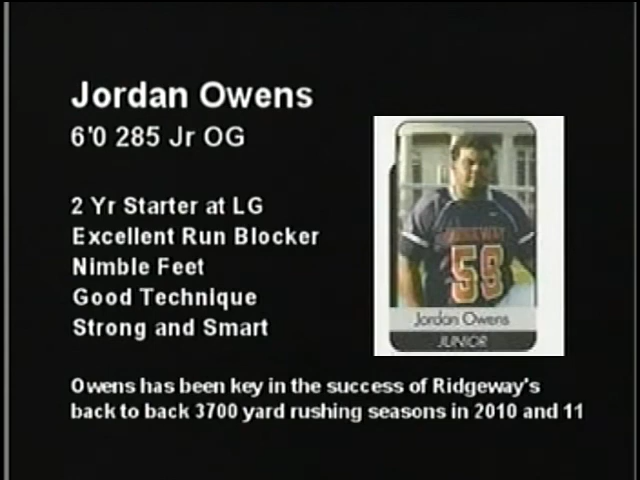 Jordan Owens
6'0 285 Jr OG
2 Yr Starter at LG
Excellent Run Blocker
Nimble Feet
Good Technique
Strong and Smart
RIDGEWAY
58
Jordan Owens
JUNIOR
Owens has been key in the success of Ridgeway's
back to back 3700 yard rushing seasons in 2010 and 11